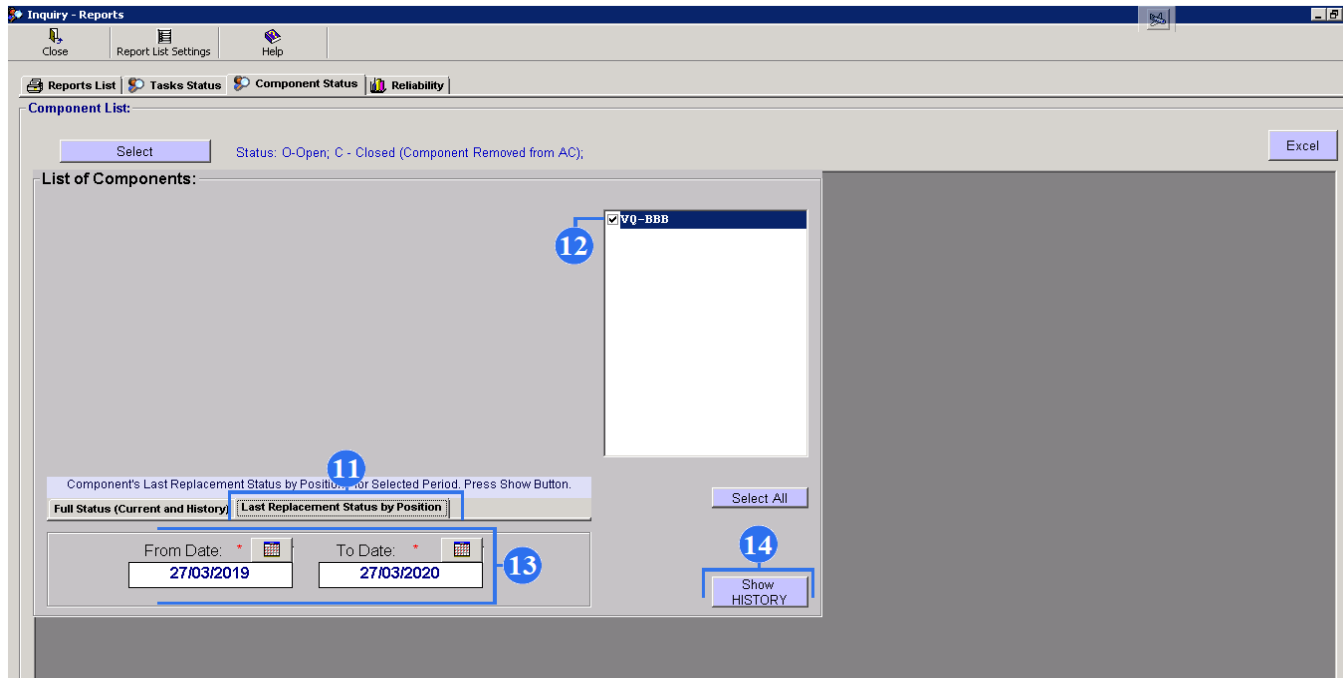 Inquiry - Reports
Close Report List Settings Help
Reports List Tasks Status Component Status Reliability
Component List:
Select Status: O-Open; C - Closed (Component Removed from AC); Excel
List of Components:
VQ-BBB
12
11
Component's Last Replacement Status by Position for Selected Period. Press Show Button.
Full Status (Current and History) Last Replacement Status by Position
Select All
From Date: * To Date: *
27/03/2019 27/03/2020
13
14
Show
HISTORY